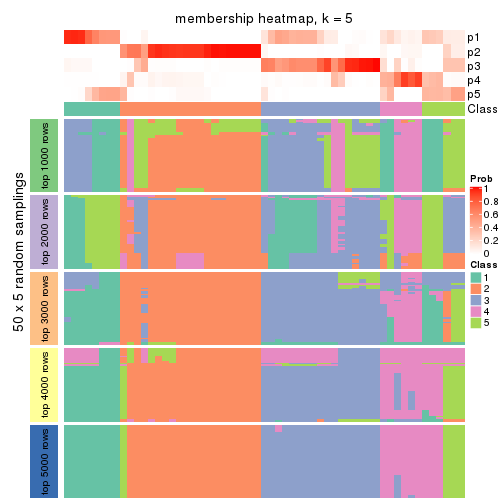 membership heatmap, k = 5
p1
p2
p3
p4
p5
Class
50 x 5 random samplings
top 1000 rows
top 2000 rows
top 3000 rows
top 4000 rows
top 5000 rows
Prob
1
0.8
0.6
0.4
0.2
0
Class
1
2
3
4
5